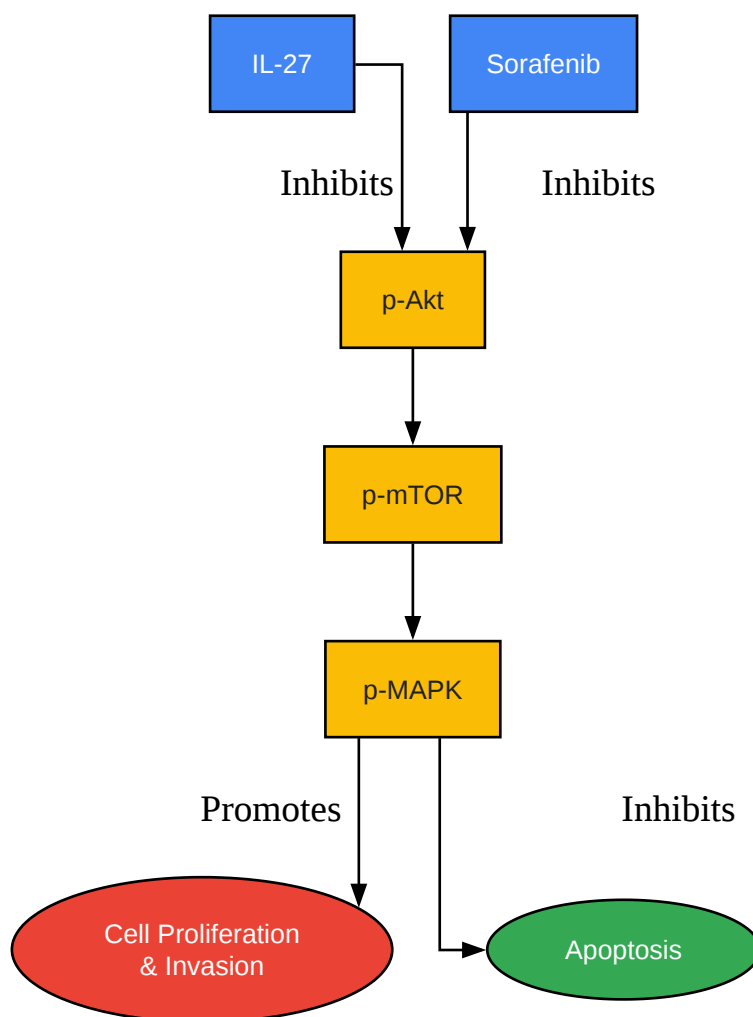 IL-27
Sorafenib
Inhibits
Inhibits
p-Akt
p-mTOR
p-MAPK
Promotes
Inhibits
Cell Proliferation
& Invasion
Apoptosis